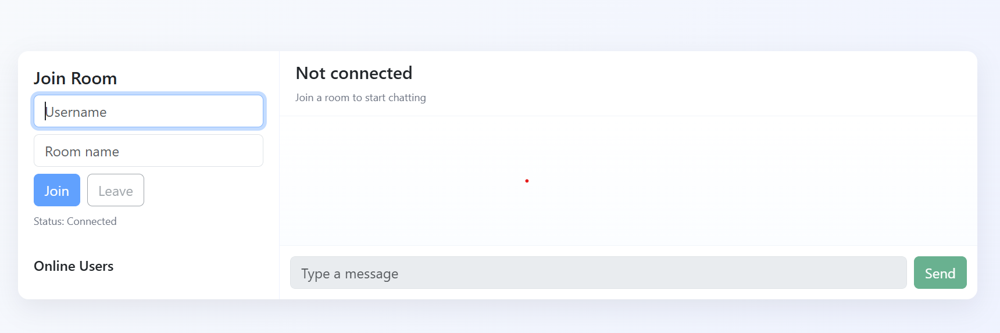 Join Room
Username
Room name
Join Leave
Status: Connected
Online Users
Not connected
Join a room to start chatting
Type a message
Send